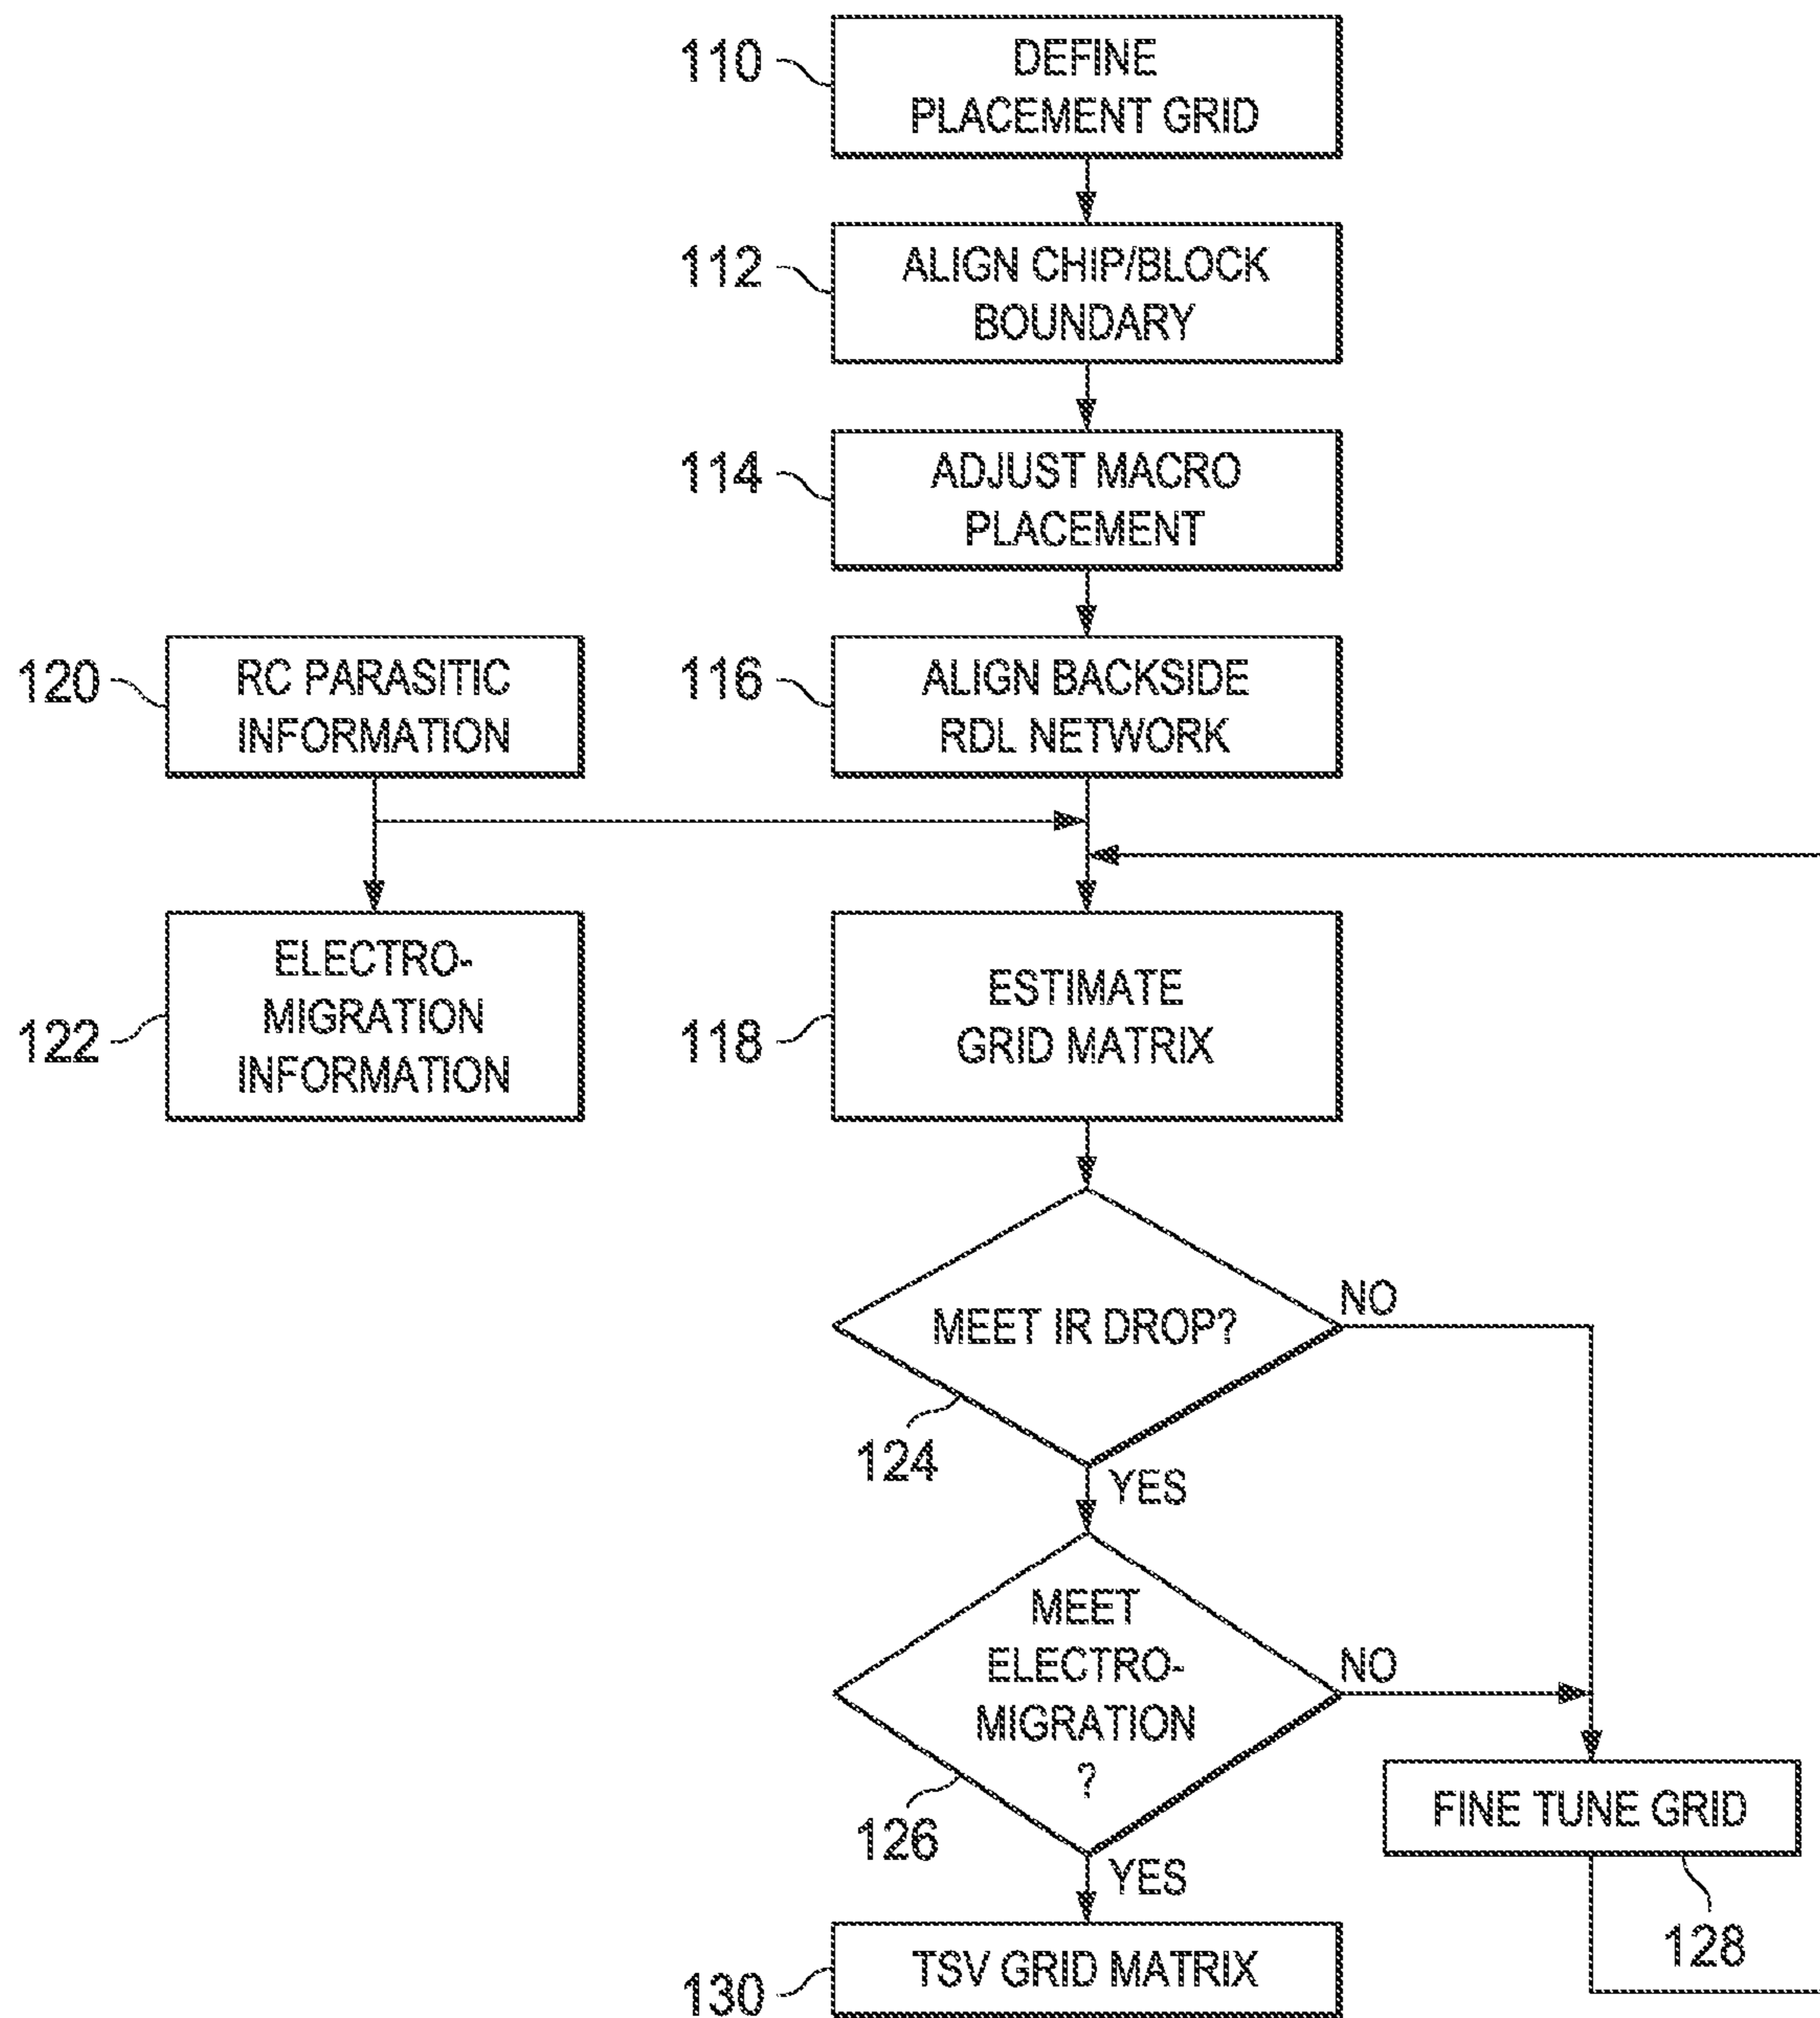 110
DEFINE
PLACEMENT GRID
112
ALIGN CHIP/BLOCK
BOUNDARY
114
ADJUST MACRO
PLACEMENT
120
RC PARASITIC
INFORMATION
116
ALIGN BACKSIDE
RDL NETWORK
122
ELECTRO-
MIGRATION
INFORMATION
118
ESTIMATE
GRID MATRIX
MEET IR DROP?
NO
124
YES
MEET
ELECTRO-
MIGRATION
?
NO
126
YES
FINE TUNE GRID
128
130
TSV GRID MATRIX